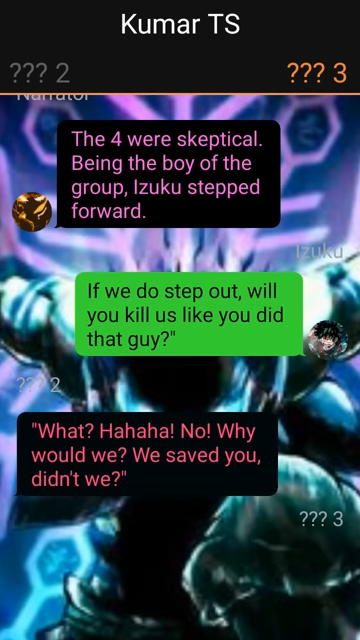 Kumar TS
??? 2
??? 3
Narrator
The 4 were skeptical.
Being the boy of the
group, Izuku stepped
forward.
Izuku
If we do step out, will
you kill us like you did
that guy?"
??? 2
"What? Hahaha! No! Why
would we? We saved you,
didn't we?"
??? 3